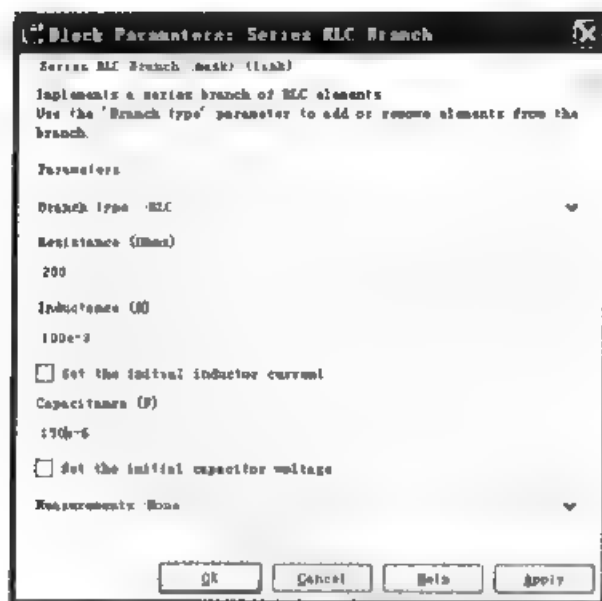 Block Parameters: Series RLC Branch
Series RLC Branch (mask) (link)
Implements a series branch of RLC elements
Use the 'Branch type' parameter to add or remove elements from the
branch.
Parameters
Branch type RLC
Resistance (Ohms)
200
Inductance (H)
100e-3
Set the initial inductor current
Capacitance (F)
Set the initial capacitor voltage
Measurements None
OK
Cancel
Help
Apply